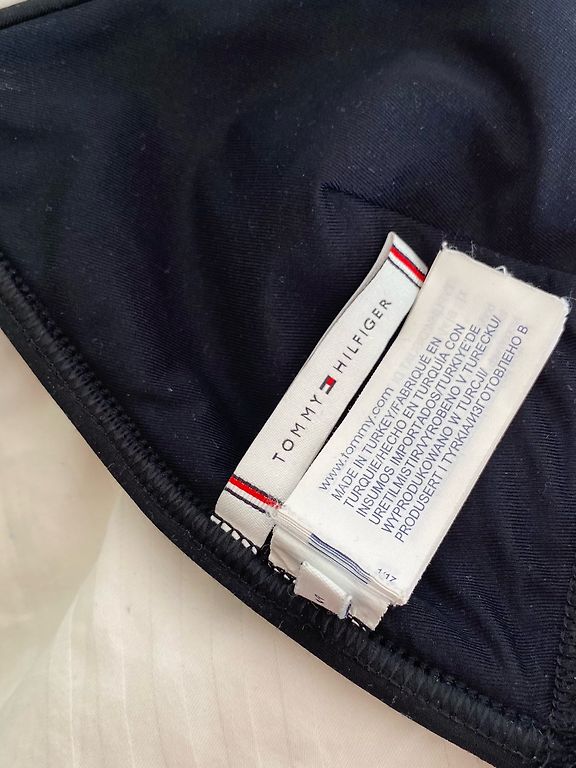 TOMMY HILFIGER
www.tommy.com
MADE IN TURKEY/FABRIQUÉ EN
TURQUIE/HECHO EN TURQUÍA CON
INSUMOS IMPORTADOS/TÜRKIYE'DE
ÜRETILMISTIR/VYROBENO V TURECKU/
WYPRODUKOWANO W TURCJI/
PRODUSERT I TYRKIA/ИЗГОТОВЛЕНО В